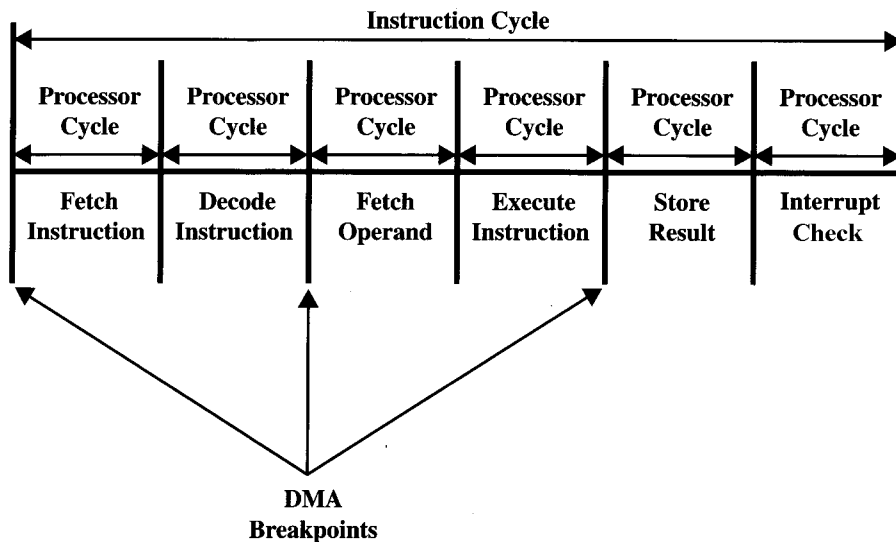 Instruction Cycle
Processor Cycle
Processor Cycle
Processor Cycle
Processor Cycle
Processor Cycle
Processor Cycle
Fetch Instruction
Decode Instruction
Fetch Operand
Execute Instruction
Store Result
Interrupt Check
DMA
Breakpoints